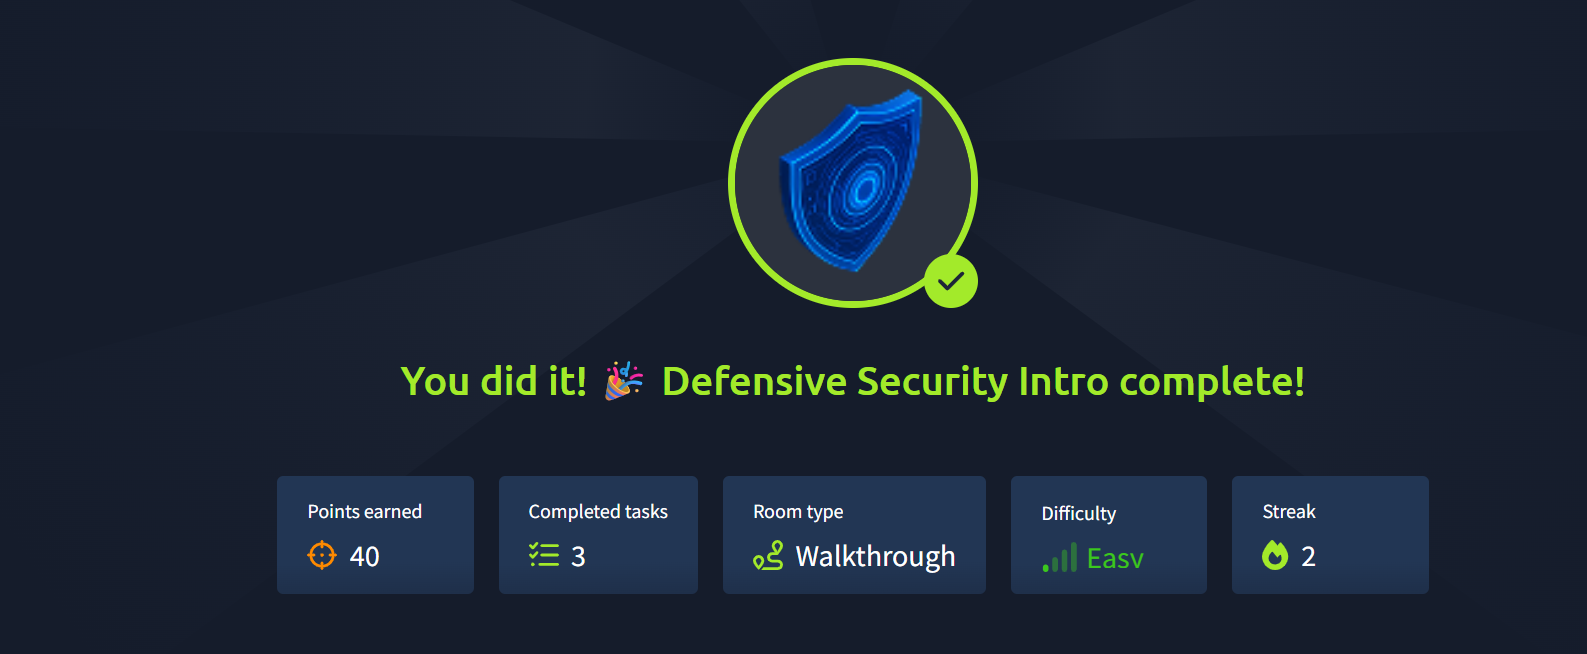 You did it! 🎉 Defensive Security Intro complete!
Points earned
40
Completed tasks
3
Room type
Walkthrough
Difficulty
Easy
Streak
2